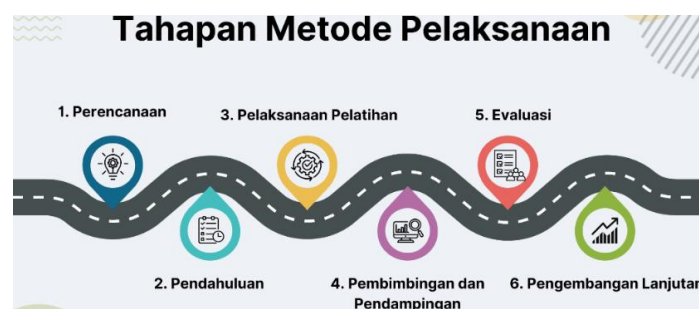 Tahapan Metode Pelaksanaan
1. Perencanaan
3. Pelaksanaan Pelatihan
5. Evaluasi
2. Pendahuluan
4. Pembimbingan dan
Pendampingan
6. Pengembangan Lanjutan